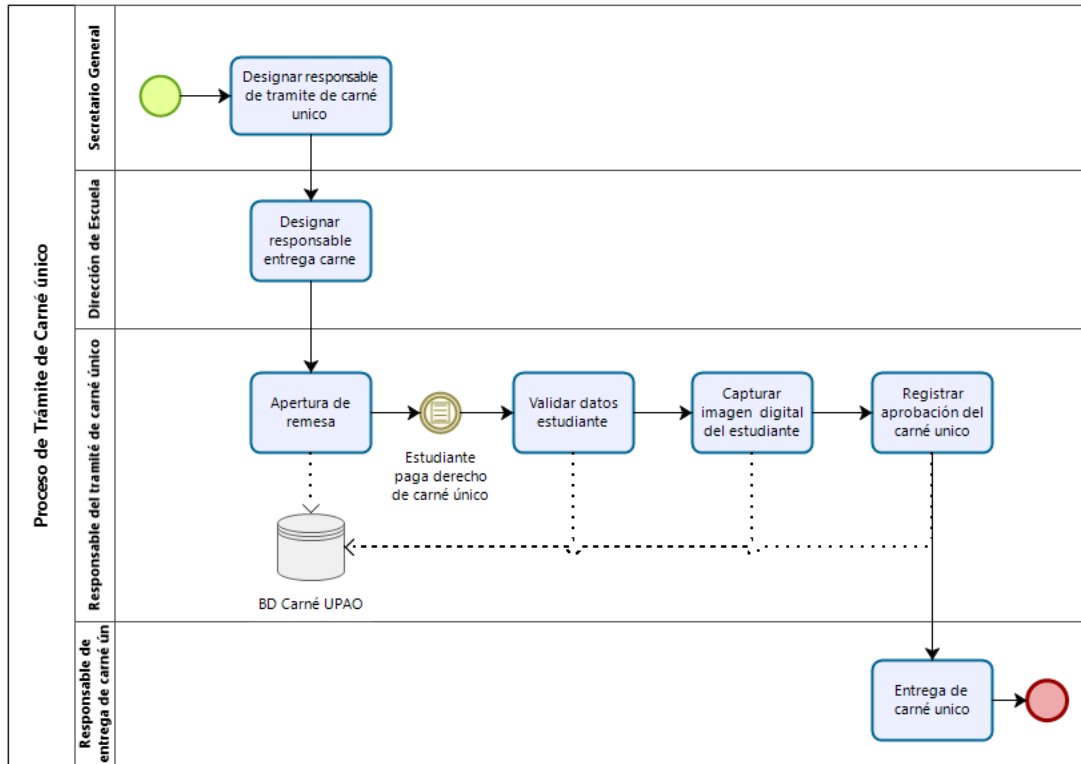 Proceso de Trámite de Carné único
Secretario General
Designar responsable
de tramite de carné
unico
Dirección de Escuela
Designar
responsable
entrega carne
Responsable del tramité de carné único
Apertura de
remesa
Estudiante
paga derecho
de carné único
Validar datos
estudiante
Capturar
imagen digital
del estudiante
Registrar
aprobación del
carné unico
BD Carné UPAO
Responsable de
entrega de carné ún
Entrega de
carné unico